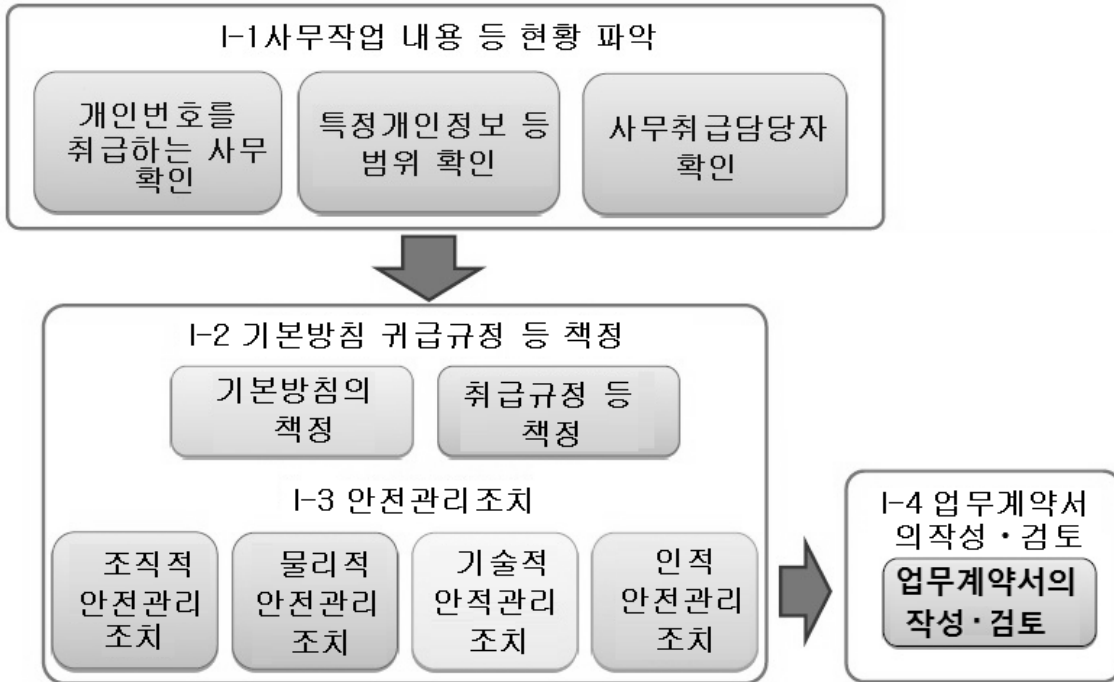 I-1사무작업 내용 등 현황 파악
개인번호를
취급하는 사무
확인
특정개인정보 등
범위 확인
사무취급담당자
확인
I-2 기본방침 귀급규정 등 책정
기본방침의
책정
취급규정 등
책정
I-3 안전관리조치
조직적
안전관리
조치
물리적
안전관리
조치
기술적
안적관리
조치
인적
안전관리
조치
I-4 업무계약서
의작성·검토
업무계약서의
작성·검토